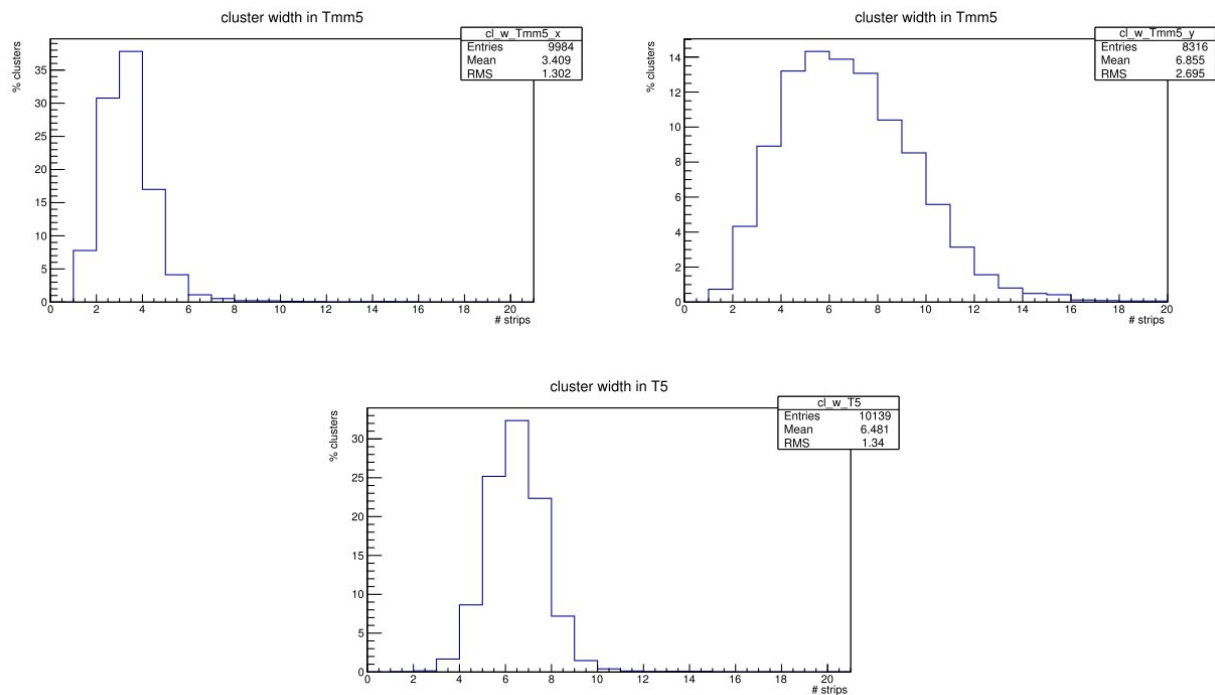 cluster width in Tmm5
cl_w_Tmm5_x
Entries 9984
Mean 3.409
RMS 1.302
% clusters
35
30
25
20
15
10
5
0
0 2 4 6 8 10 12 14 16 18 20
# strips
cluster width in Tmm5
cl_w_Tmm5_y
Entries 8316
Mean 6.855
RMS 2.695
% clusters
14
12
10
8
6
4
2
0
0 2 4 6 8 10 12 14 16 18 20
# strips
cluster width in T5
cl_w_T5
Entries 10139
Mean 6.481
RMS 1.34
% clusters
30
25
20
15
10
5
0
0 2 4 6 8 10 12 14 16 18 20
# strips